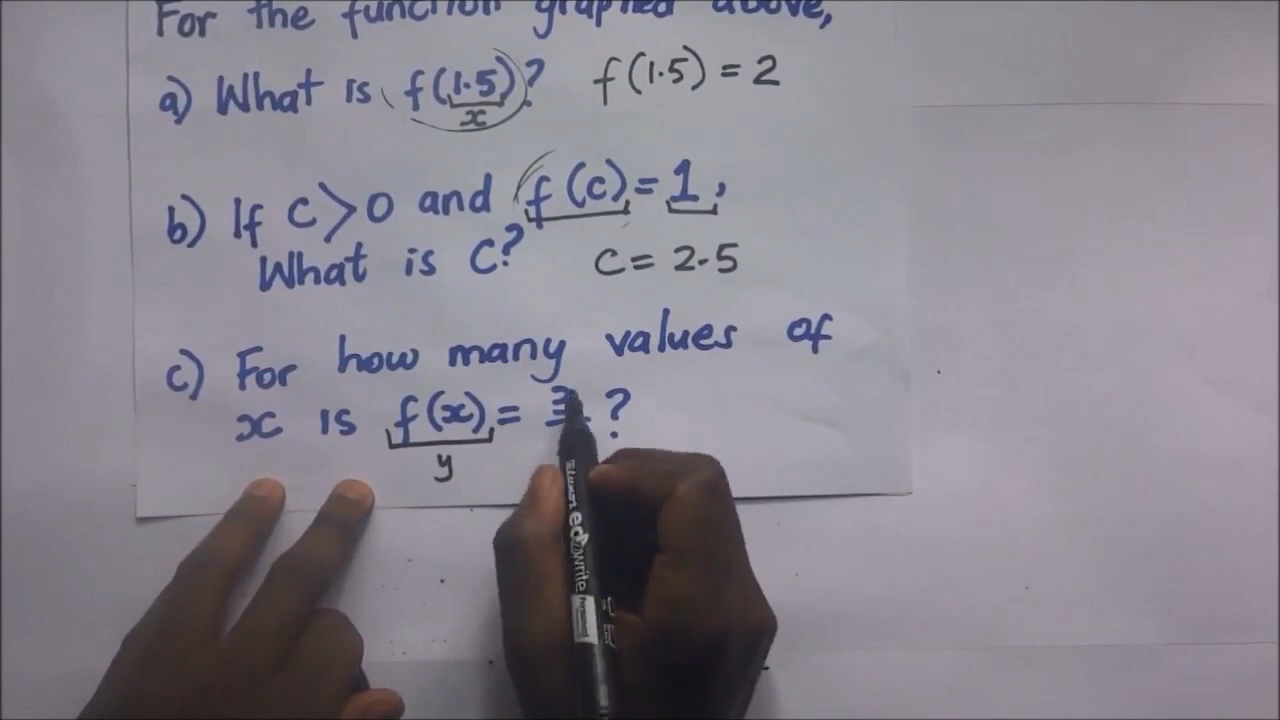 For the function graphed above,
a) What is f(1.5)? f(1.5) = 2
x
b) If c>0 and f(c) = 1,
What is c? c = 2.5
c) For how many values of
x is f(x) = ?
y
write